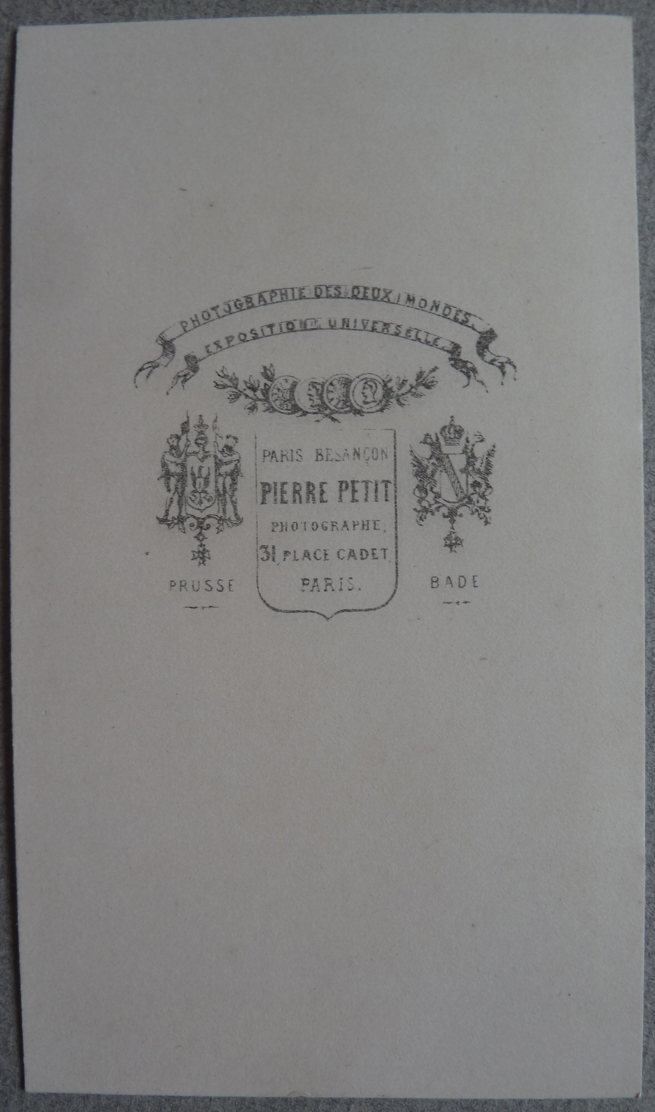 PHOTOGRAPHIE DES DEUX MONDES.
EXPOSITION UNIVERSELLE.
PARIS BESANÇON
PIERRE PETIT
PHOTOGRAPHE,
31, PLACE CADET,
PARIS.
PRUSSE
BADE